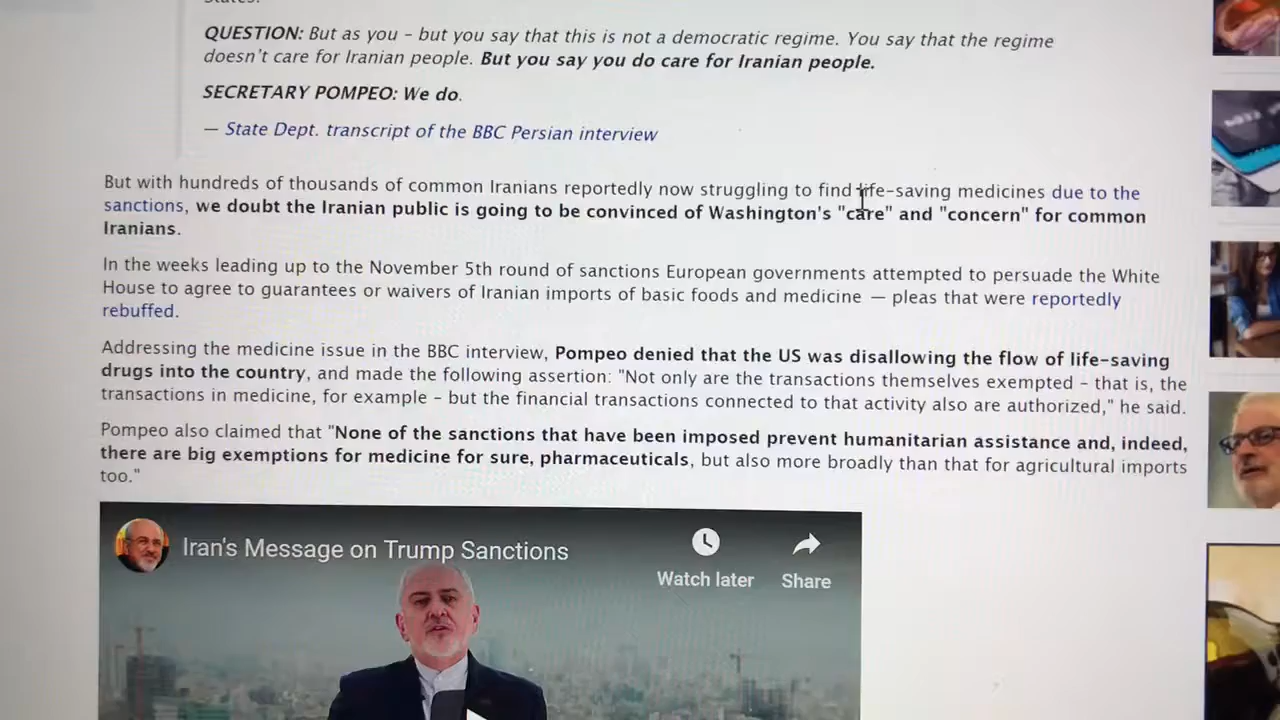 QUESTION: But as you – but you say that this is not a democratic regime. You say that the regime
doesn't care for Iranian people. But you say you do care for Iranian people.
SECRETARY POMPEO: We do.
— State Dept. transcript of the BBC Persian interview
But with hundreds of thousands of common Iranians reportedly now struggling to find life-saving medicines due to the
sanctions, we doubt the Iranian public is going to be convinced of Washington's "care" and "concern" for common
Iranians.
In the weeks leading up to the November 5th round of sanctions European governments attempted to persuade the White
House to agree to guarantees or waivers of Iranian imports of basic foods and medicine — pleas that were reportedly
rebuffed.
Addressing the medicine issue in the BBC interview, Pompeo denied that the US was disallowing the flow of life-saving
drugs into the country, and made the following assertion: "Not only are the transactions themselves exempted – that is, the
transactions in medicine, for example – but the financial transactions connected to that activity also are authorized," he said.
Pompeo also claimed that "None of the sanctions that have been imposed prevent humanitarian assistance and, indeed,
there are big exemptions for medicine for sure, pharmaceuticals, but also more broadly than that for agricultural imports
too."
Iran's Message on Trump Sanctions
Watch later
Share